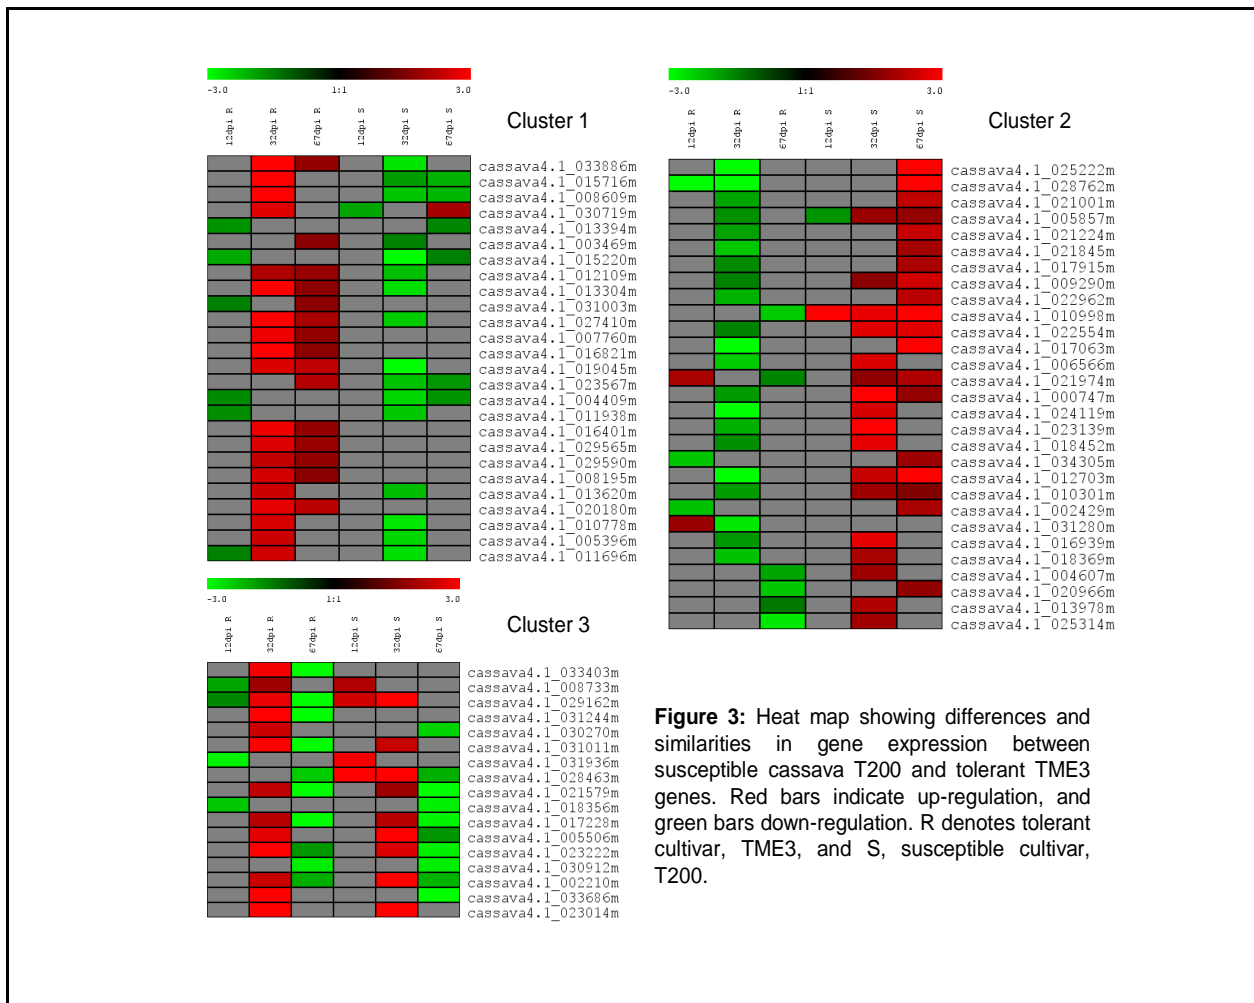 -3.0 1:1 3.0
12dpi R 32dpi R 67dpi R 12dpi S 32dpi S 67dpi S
Cluster 1
cassava4.1_033886m
cassava4.1_015716m
cassava4.1_008609m
cassava4.1_030719m
cassava4.1_013394m
cassava4.1_003469m
cassava4.1_015220m
cassava4.1_012109m
cassava4.1_013304m
cassava4.1_031003m
cassava4.1_027410m
cassava4.1_007760m
cassava4.1_016821m
cassava4.1_019045m
cassava4.1_023567m
cassava4.1_004409m
cassava4.1_011938m
cassava4.1_016401m
cassava4.1_029565m
cassava4.1_029590m
cassava4.1_008195m
cassava4.1_013620m
cassava4.1_020180m
cassava4.1_010778m
cassava4.1_005396m
cassava4.1_011696m
-3.0 1:1 3.0
12dpi R 32dpi R 67dpi R 12dpi S 32dpi S 67dpi S
Cluster 2
cassava4.1_025222m
cassava4.1_028762m
cassava4.1_021001m
cassava4.1_005857m
cassava4.1_021224m
cassava4.1_021845m
cassava4.1_017915m
cassava4.1_009290m
cassava4.1_022962m
cassava4.1_010998m
cassava4.1_022554m
cassava4.1_017063m
cassava4.1_006566m
cassava4.1_021974m
cassava4.1_000747m
cassava4.1_024119m
cassava4.1_023139m
cassava4.1_018452m
cassava4.1_034305m
cassava4.1_012703m
cassava4.1_010301m
cassava4.1_002429m
cassava4.1_031280m
cassava4.1_016939m
cassava4.1_018369m
cassava4.1_004607m
cassava4.1_020966m
cassava4.1_013978m
cassava4.1_025314m
-3.0 1:1 3.0
12dpi R 32dpi R 67dpi R 12dpi S 32dpi S 67dpi S
Cluster 3
cassava4.1_033403m
cassava4.1_008733m
cassava4.1_029162m
cassava4.1_031244m
cassava4.1_030270m
cassava4.1_031011m
cassava4.1_031936m
cassava4.1_028463m
cassava4.1_021579m
cassava4.1_018356m
cassava4.1_017228m
cassava4.1_005506m
cassava4.1_023222m
cassava4.1_030912m
cassava4.1_002210m
cassava4.1_033686m
cassava4.1_023014m
Figure 3: Heat map showing differences and
similarities in gene expression between
susceptible cassava T200 and tolerant TME3
genes. Red bars indicate up-regulation, and
green bars down-regulation. R denotes tolerant
cultivar, TME3, and S, susceptible cultivar,
T200.